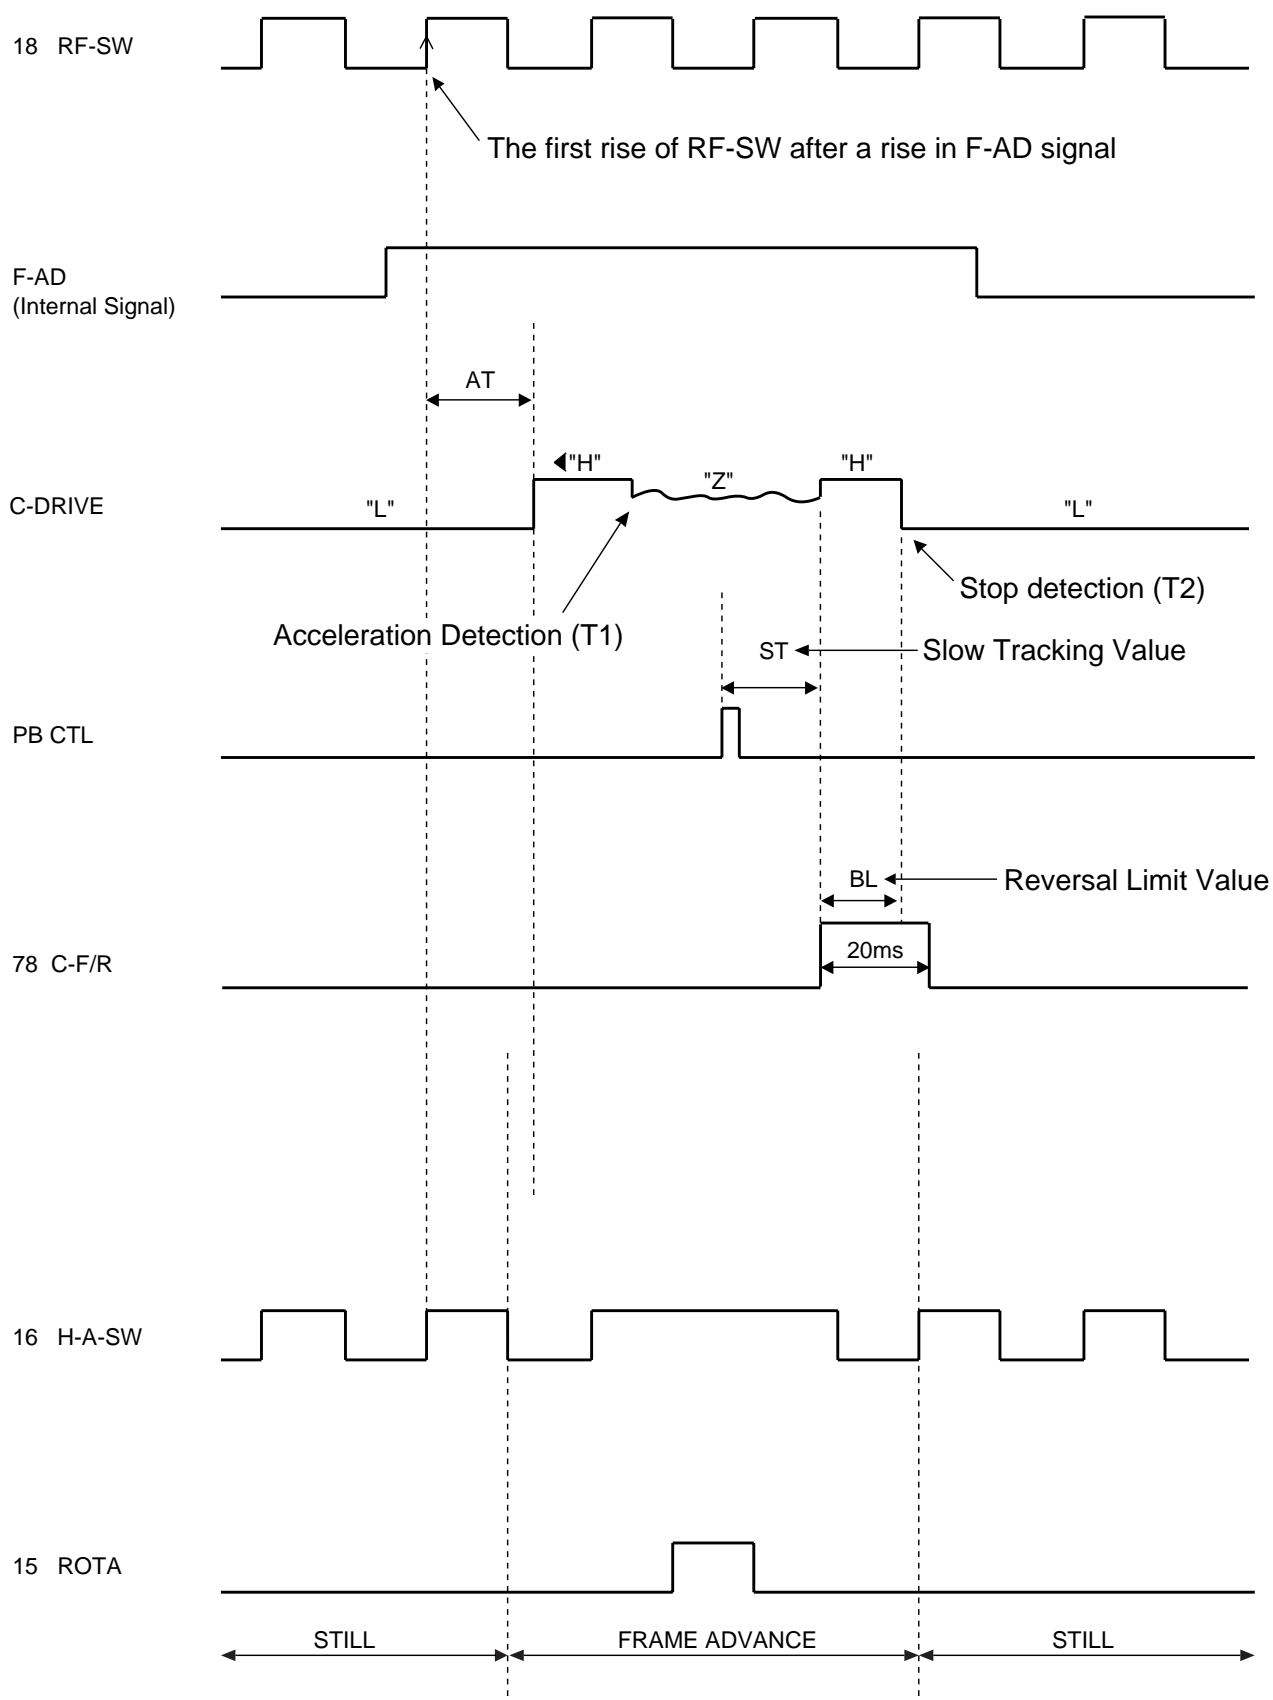 18 RF-SW
The first rise of RF-SW after a rise in F-AD signal
F-AD
(Internal Signal)
AT
C-DRIVE
"L"
"H"
"Z"
"H"
"L"
Stop detection (T2)
Acceleration Detection (T1)
ST
Slow Tracking Value
PB CTL
BL
Reversal Limit Value
78 C-F/R
20ms
16 H-A-SW
15 ROTA
STILL
FRAME ADVANCE
STILL